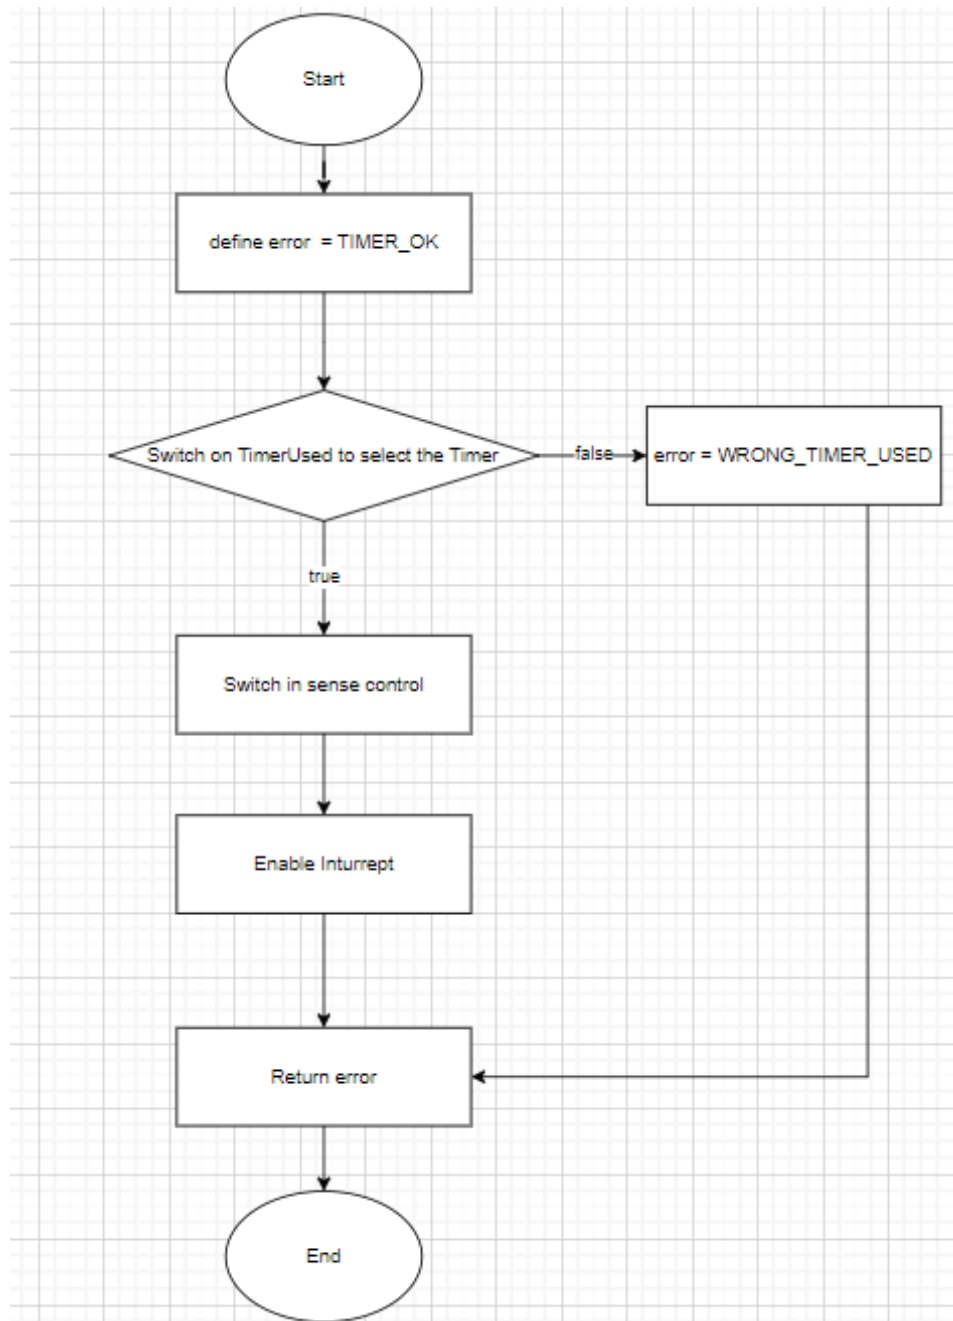 Start
define error = TIMER_OK
Switch on TimerUsed to select the Timer
false
error = WRONG_TIMER_USED
true
Switch in sense control
Enable Inturrept
Return error
End